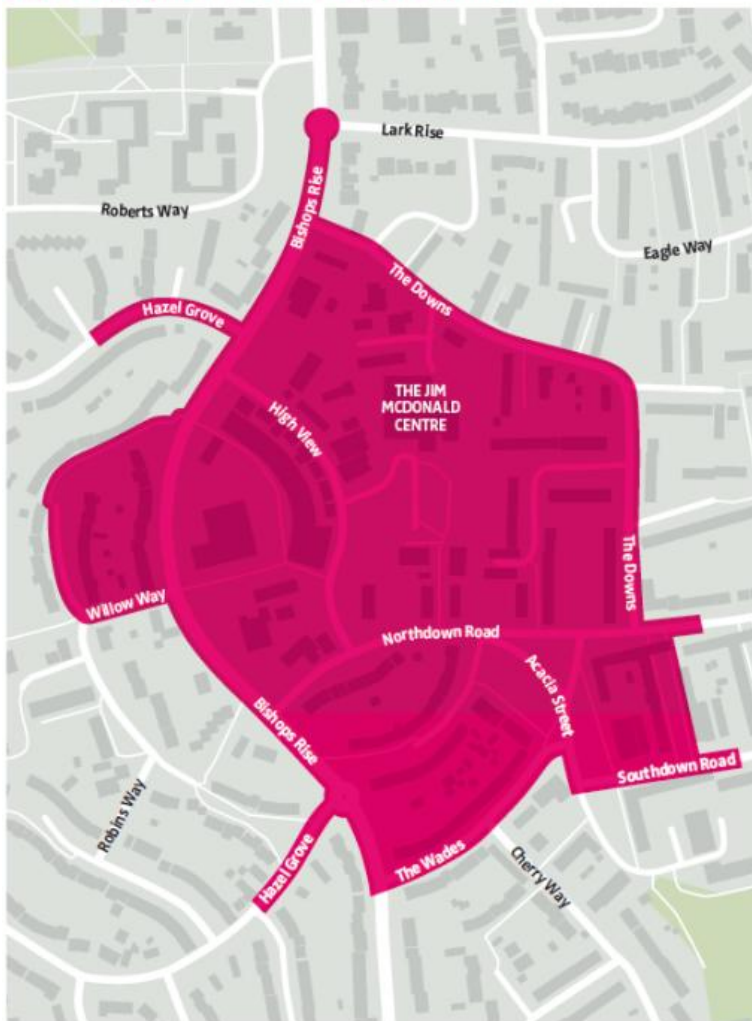 Lark Rise
Bishops Rise
Roberts Way
Eagle Way
The Downs
Hazel Grove
THE JIM
MCDONALD
CENTRE
High View
The Downs
Willow Way
Northdown Road
Acacia Street
Bishops Rise
Southdown Road
Robins Way
The Wades
Cherry Way
Hazel Grove